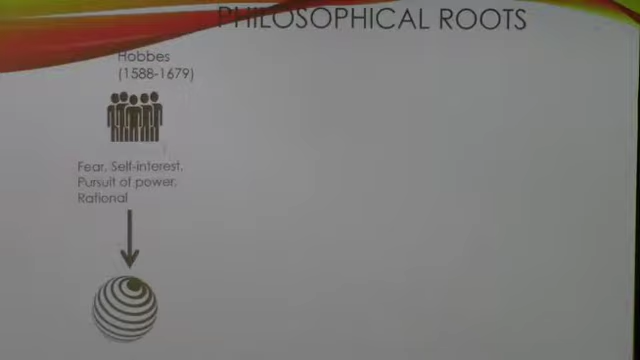 PHILOSOPHICAL ROOTS
Hobbes
(1588-1679)
Fear, Self-interest,
Pursuit of power,
Rational